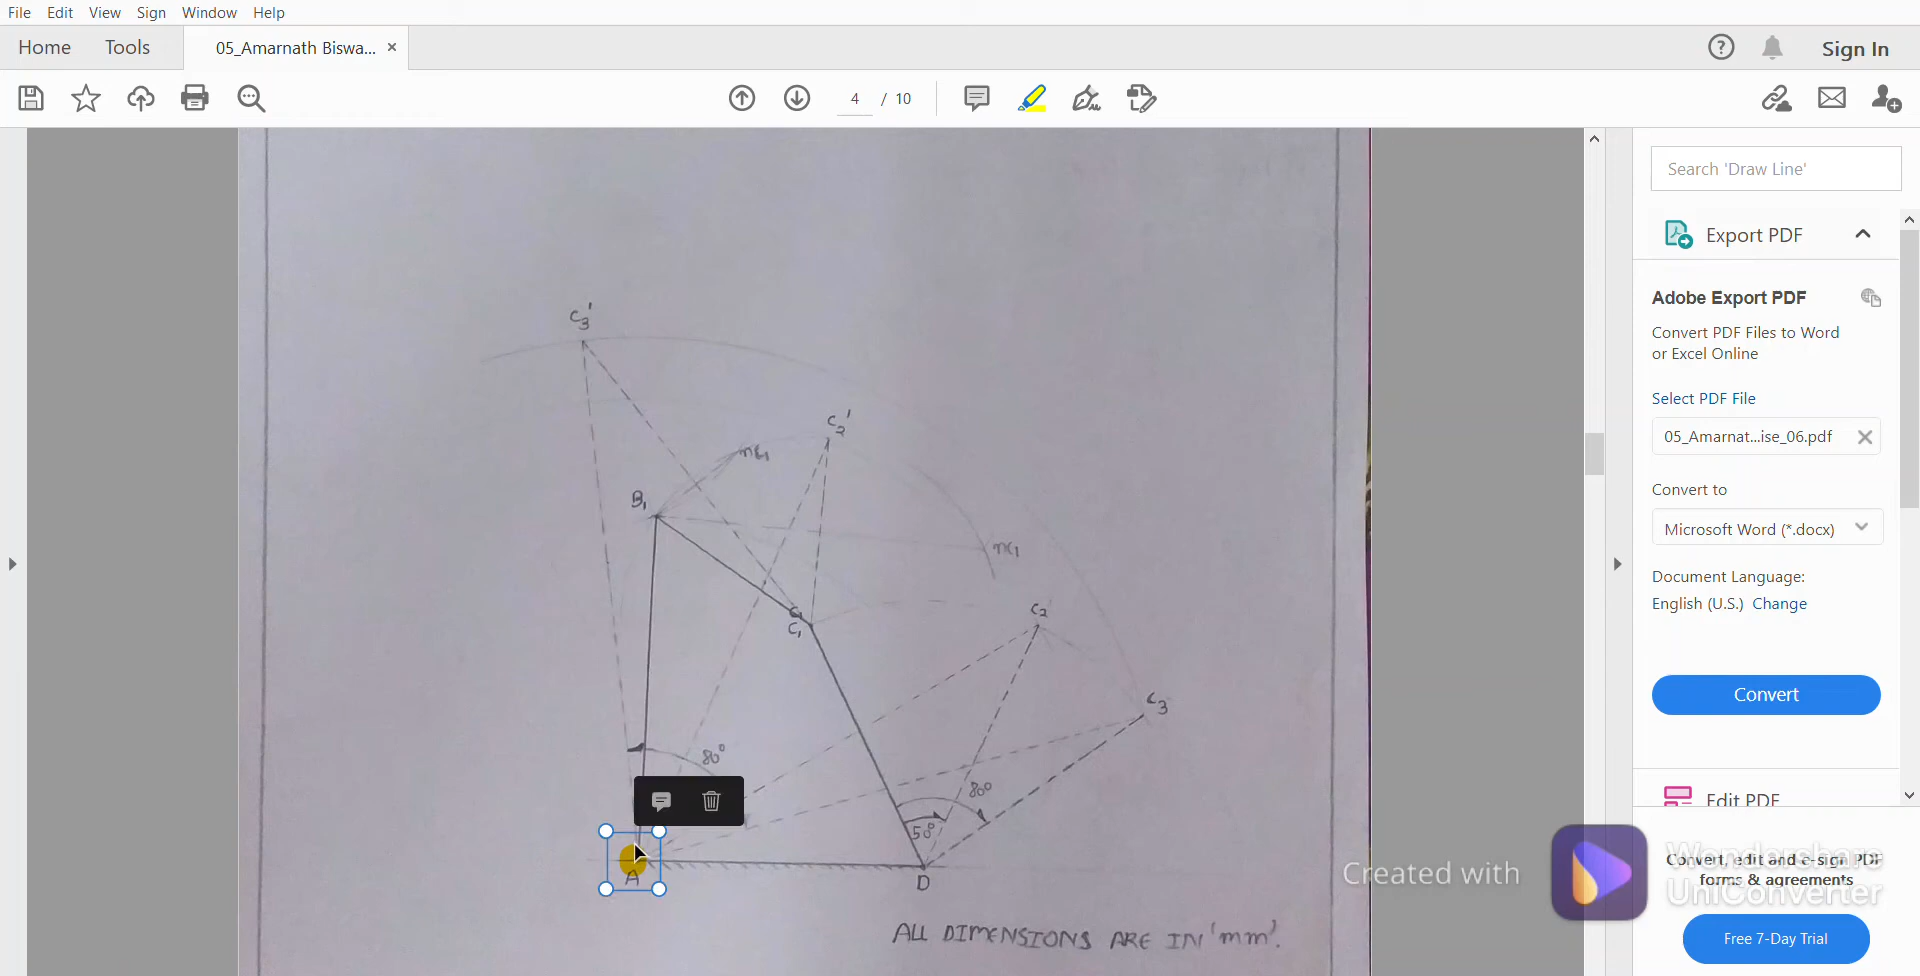 File Edit View Sign Window Help
Home Tools 05_Amarnath Biswa... × Sign In
4 / 10
Search 'Draw Line'
Export PDF
Adobe Export PDF
Convert PDF Files to Word
or Excel Online
Select PDF File
05_Amarnat...ise_06.pdf
Convert to
Microsoft Word (*.docx)
Document Language:
English (U.S.) Change
Convert
Edit PDF
Convert, edit and e-sign PDF
forms & agreements
Free 7-Day Trial
C3'
C2'
B1
C1
C2
C3
80°
80°
50°
A
D
ALL DIMENSIONS ARE IN 'mm'.
Created with
Wondershare
UniConverter